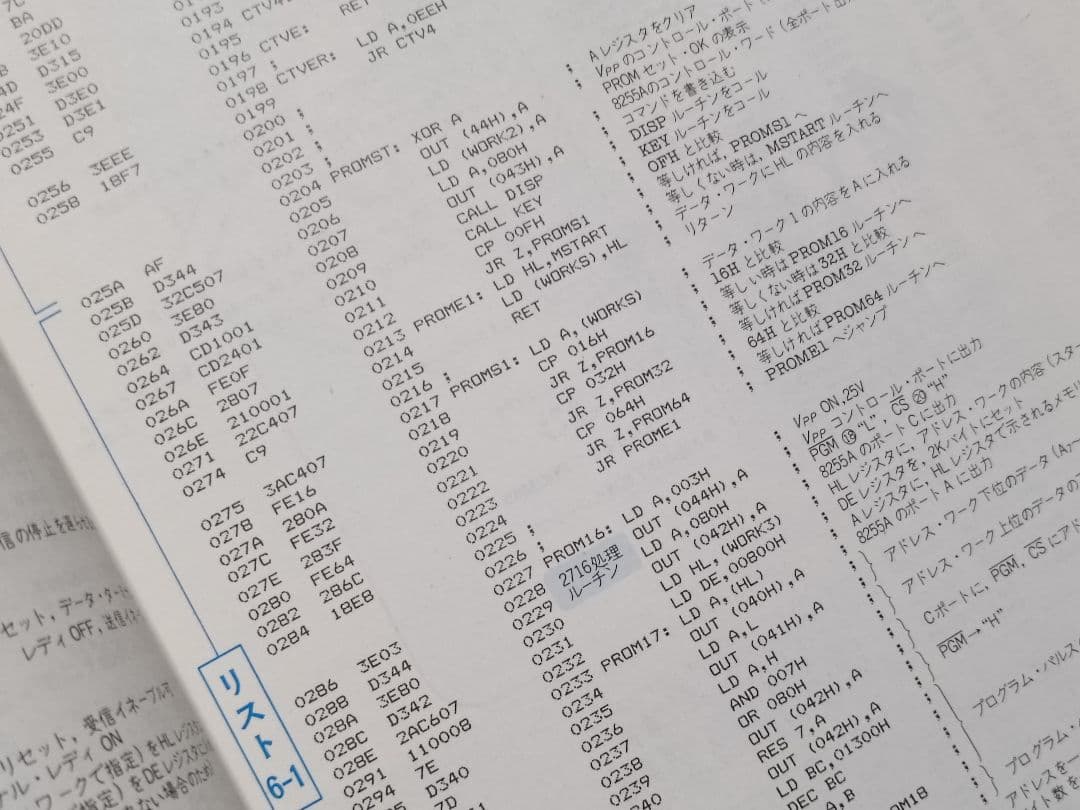 BA
20DD
3E10
D315
3E00
D3E0
0251
0253 D3E1
0255 C9
0256 3EEE
0258 18F7
025A AF
025B D344
025D 32C507
0260 3E80
0262 D343
0264 CD1001
0267 CD2401
026A FE0F
026C 2807
026E 210001
0271 22C407
0274 C9
0275 3AC407
0278 FE16
027A 280A
027C FE32
027E 283F
0280 FE64
0282 286C
0284 18E8
0286 3E03
0288 D344
028A 3E80
028C D342
028E 2AC607
0291 110008
0294 7E
D340
7D
0193
0194 CTV4
0195 RET
0196 CTVE:
0197 ;
0198 CTVER: LD A,0EEH
0199 JR CTV4
0200 ;
0201 ;
0202 ;
0203 ;
0204 PROMST: XOR A
0205 OUT (44H),A
0206 LD (WORK2),A
0207 LD A,080H
0208 OUT (043H),A
0209 CALL DISP
0210 CALL KEY
0211 CP 00FH
0212 JR Z,PROMS1
0213 PROME1: LD HL,MSTART
0214 LD (WORKS),HL
0215 RET
0216 ;
0217 PROMS1: LD A,(WORKS)
0218 CP 016H
0219 JR Z,PROM16
0220 CP 032H
0221 JR Z,PROM32
0222 CP 064H
0223 JR Z,PROM64
0224 JR PROME1
0225 ;
0226 ;
0227 PROM16: LD A,003H
0228 OUT (044H),A
0229 LD A,080H
0230 OUT (042H),A
0231 LD HL,(WORK3)
0232 LD DE,00800H
0233 PROM17: LD A,(HL)
0234 OUT (040H),A
0235 LD A,L
0236 OUT (041H),A
0237 LD A,H
0238 AND 007H
0239 OR 080H
OUT (042H),A
RES 7,A
OUT (042H),A
LD BC,01300H
DEC BC
2716処理
ルーチン
; Aレジスタをクリア
; VPPのコントロール・ポート
; PROMセット・OKの表示
; 8255Aのコントロール・ワード(全ポート出
; コマンドを書き込む
; DISPルーチンをコール
; KEYルーチンをコール
; 0FHと比較
; 等しければ,PROMS1へ
; 等しくない時は,MSTARTルーチンへ
; データ・ワークにHLの内容を入れる
; リターン
; データ・ワーク1の内容をAに入れる
; 16Hと比較
; 等しい時はPROM16ルーチンへ
; 等しくない時は32Hと比較
; 等しければPROM32ルーチンへ
; 64Hと比較
; 等しければPROM64ルーチンへ
; PROME1へジャンプ
; VPP ON,25V
; VPPコントロール・ポートに出力
; PGM ⑱ "L", CS ⑳ "H"
; 8255AのポートCに出力
; HLレジスタに,アドレス・ワークの内容(スター
; DEレジスタを,2Kバイトにセット
; Aレジスタに,HLレジスタで示されるメモリ
; 8255AのポートAに出力
アドレス・ワーク下位のデータ(A7~
アドレス・ワーク上位のデータの
Cポートに,PGM, CSにアド
PGM→"H"
プログラム・パルス
プログラム・
アドレスを
リスト
6-1
セット,データ・ター
レディOFF,送信イネ
リセット,受信イネーブル
ナル・レディON